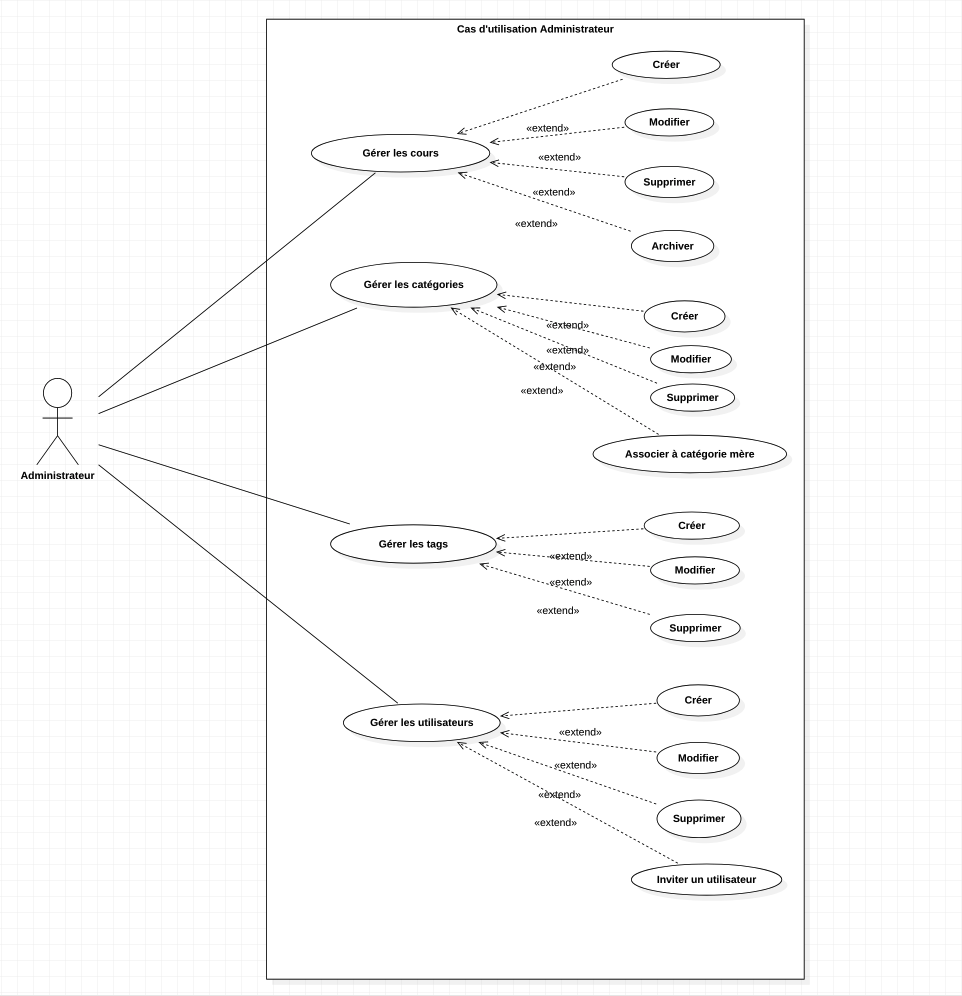 Cas d'utilisation Administrateur
Créer
Modifier
«extend»
Gérer les cours
«extend»
Supprimer
«extend»
«extend»
Archiver
Gérer les catégories
Créer
«extend»
«extend»
Modifier
«extend»
«extend»
Supprimer
Associer à catégorie mère
Administrateur
Créer
Gérer les tags
«extend»
Modifier
«extend»
«extend»
Supprimer
Créer
Gérer les utilisateurs
«extend»
Modifier
«extend»
«extend»
Supprimer
«extend»
Inviter un utilisateur